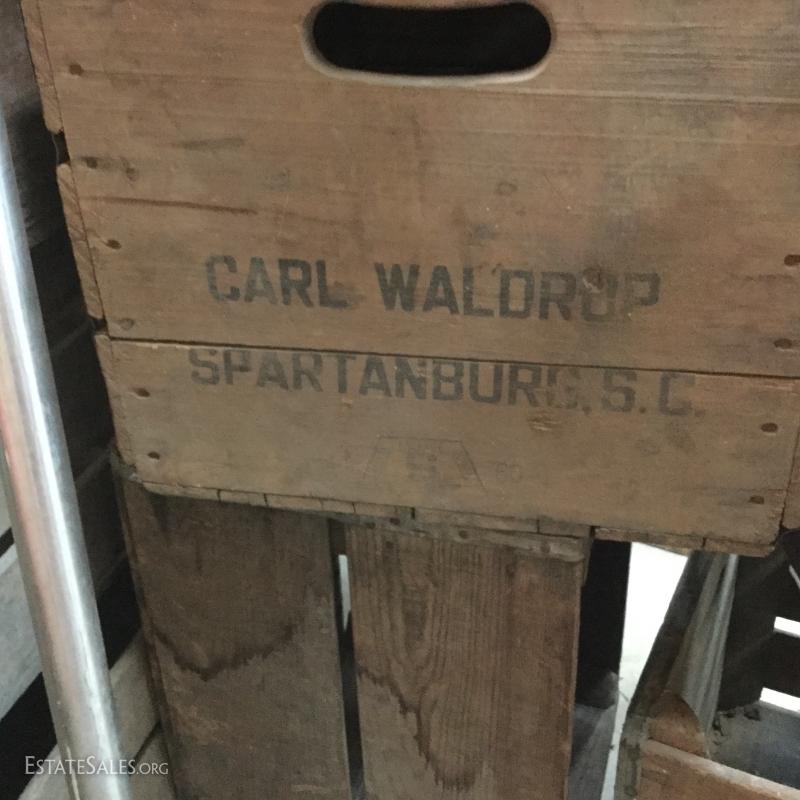 CARL WALDROP
SPARTANBURG, S.C.
ESTATESALES.ORG